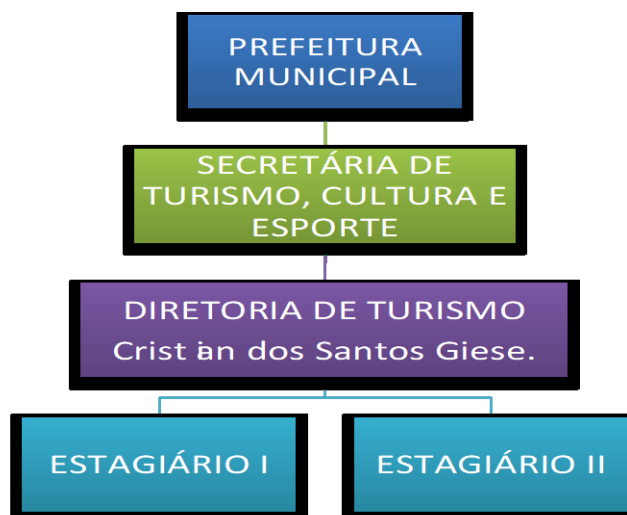 PREFEITURA
MUNICIPAL
SECRETÁRIA DE
TURISMO, CULTURA E
ESPORTE
DIRETORIA DE TURISMO
Cristian dos Santos Giese.
ESTAGIÁRIO I
ESTAGIÁRIO II